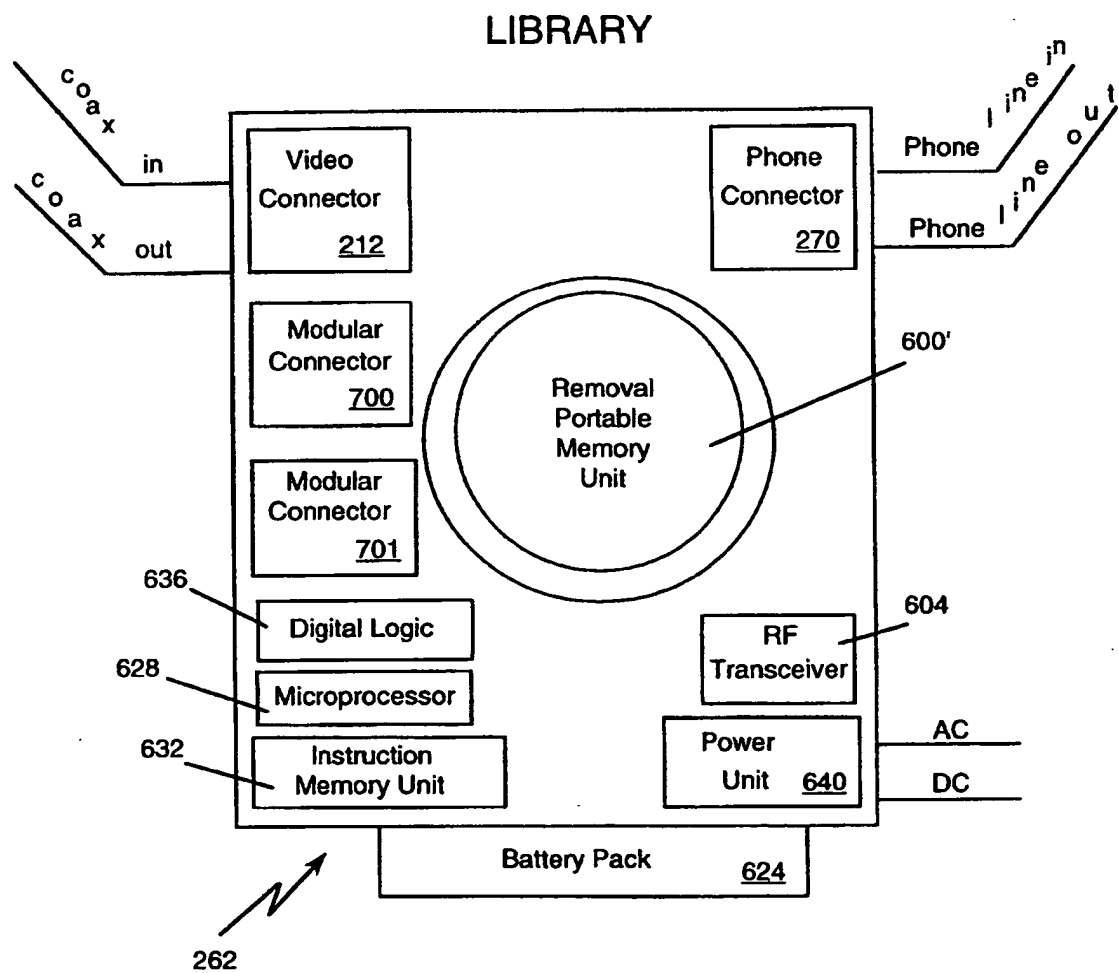 LIBRARY
coax in
coax out
Phone line in
Phone line out
Video
Connector
212
Phone
Connector
270
Modular
Connector
700
600'
Removal
Portable
Memory
Unit
Modular
Connector
701
636
Digital Logic
604
RF
Transceiver
628
Microprocessor
632
Instruction
Memory Unit
Power
Unit
640
AC
DC
Battery Pack
624
262